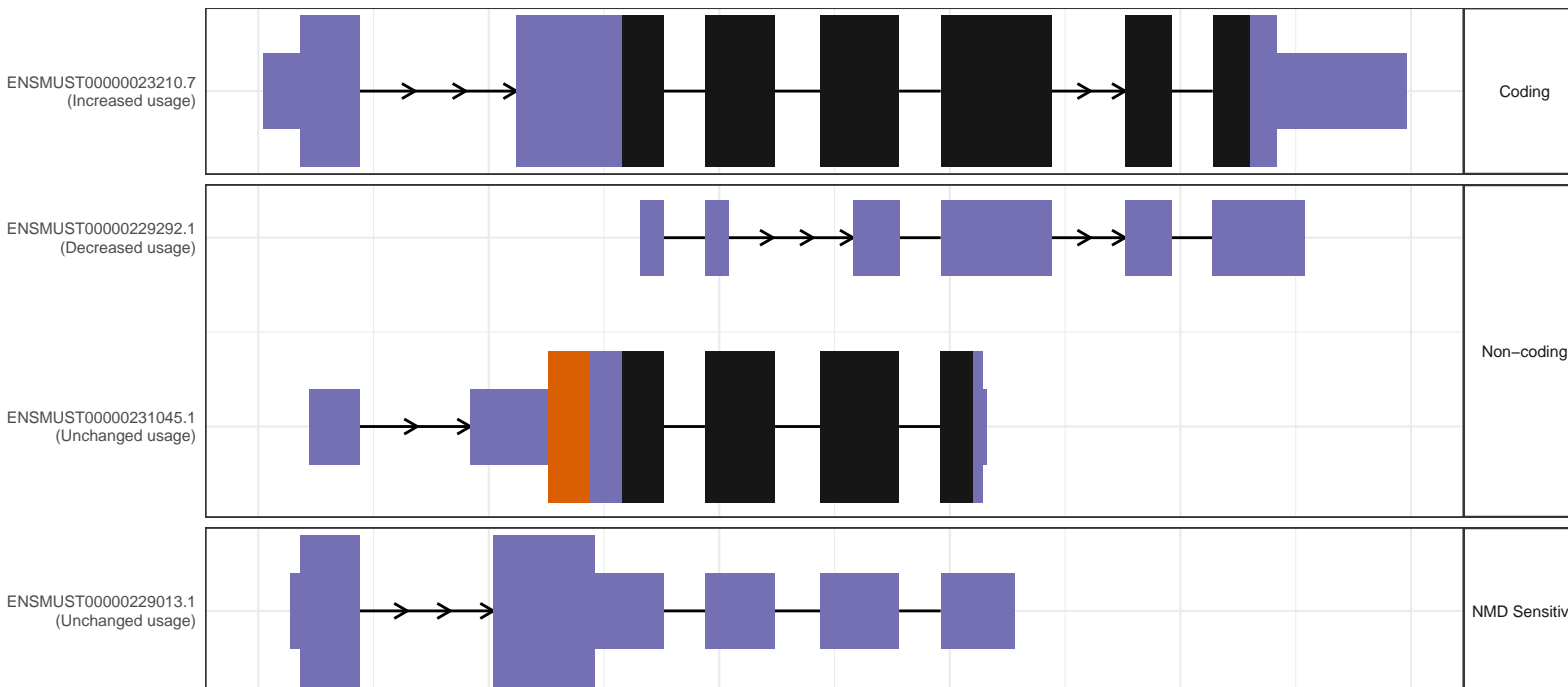 ENSMUST00000023210.7
(Increased usage)
Coding
ENSMUST00000229292.1
(Decreased usage)
Non−coding
ENSMUST00000231045.1
(Unchanged usage)
ENSMUST00000229013.1
(Unchanged usage)
NMD Sensitiv